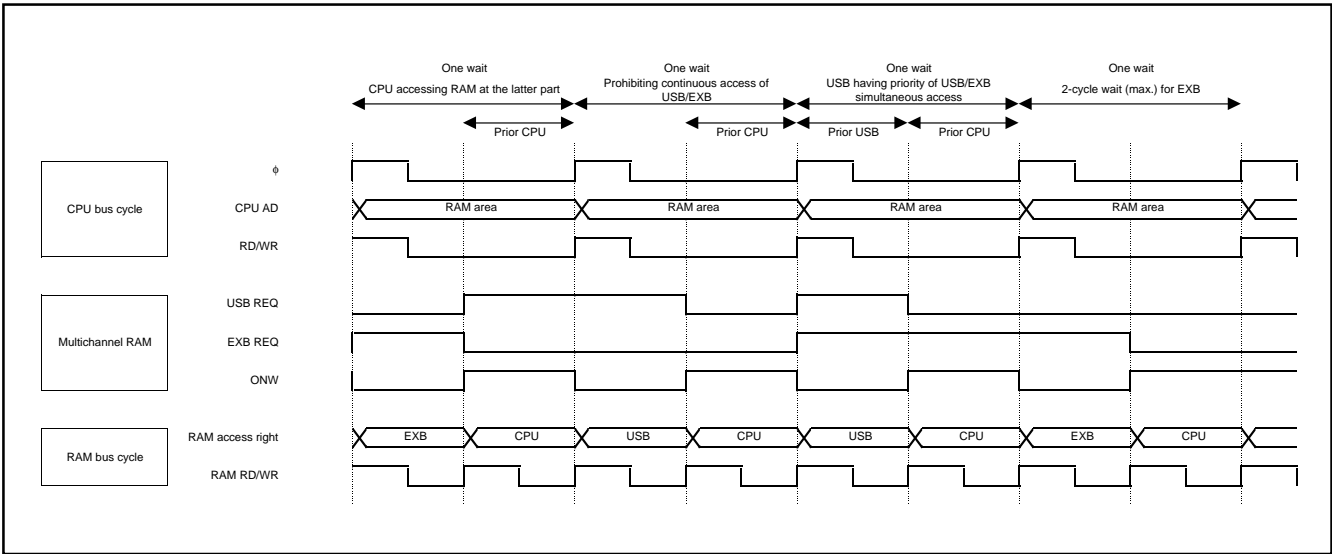 One wait
CPU accessing RAM at the latter part
One wait
Prohibiting continuous access of
USB/EXB
One wait
USB having priority of USB/EXB
simultaneous access
One wait
2-cycle wait (max.) for EXB
Prior CPU
Prior CPU
Prior USB
Prior CPU
CPU bus cycle
ϕ
CPU AD
RAM area
RAM area
RAM area
RAM area
RD/WR
Multichannel RAM
USB REQ
EXB REQ
ONW
RAM bus cycle
RAM access right
EXB
CPU
USB
CPU
USB
CPU
EXB
CPU
RAM RD/WR